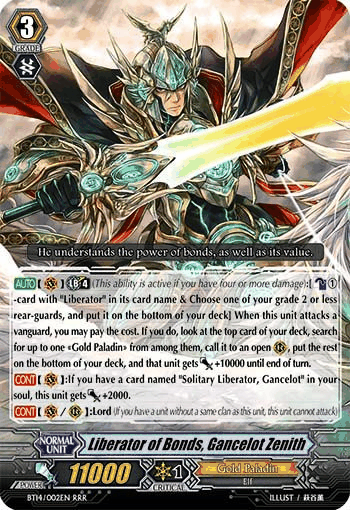 3
GRADE
He understands the power of bonds, as well as its value.
AUTO [V] LB4 (This ability is active if you have four or more damage):[ 1
-card with "Liberator" in its card name & Choose one of your grade 2 or less
rear-guards, and put it on the bottom of your deck] When this unit attacks a
vanguard, you may pay the cost. If you do, look at the top card of your deck, search
for up to one «Gold Paladin» from among them, call it to an open R, put the rest
on the bottom of your deck, and that unit gets +10000 until end of turn.
CONT [V]:If you have a card named "Solitary Liberator, Gancelot" in your
soul, this unit gets +2000.
CONT [V / R]:Lord (If you have a unit without a same clan as this unit, this unit cannot attack)
NORMAL
UNIT
Liberator of Bonds, Gancelot Zenith
POWER
11000
1
CRITICAL
Gold Paladin
Elf
BT14/002EN RRR
ILLUST / 萩谷薫